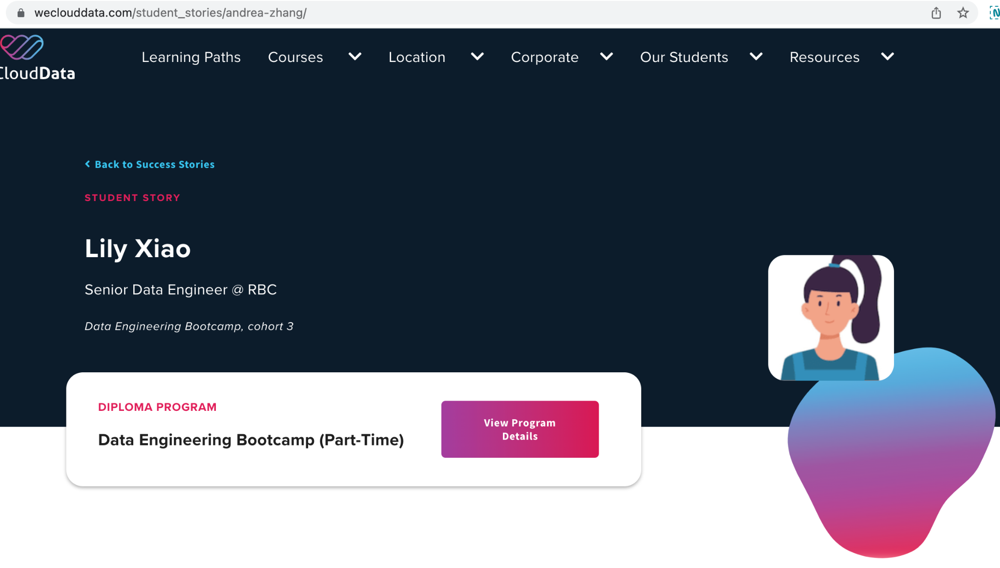 weclouddata.com/student_stories/andrea-zhang/
CloudData
Learning Paths Courses Location Corporate Our Students Resources
Back to Success Stories
STUDENT STORY
Lily Xiao
Senior Data Engineer @ RBC
Data Engineering Bootcamp, cohort 3
DIPLOMA PROGRAM
Data Engineering Bootcamp (Part-Time)
View Program
Details